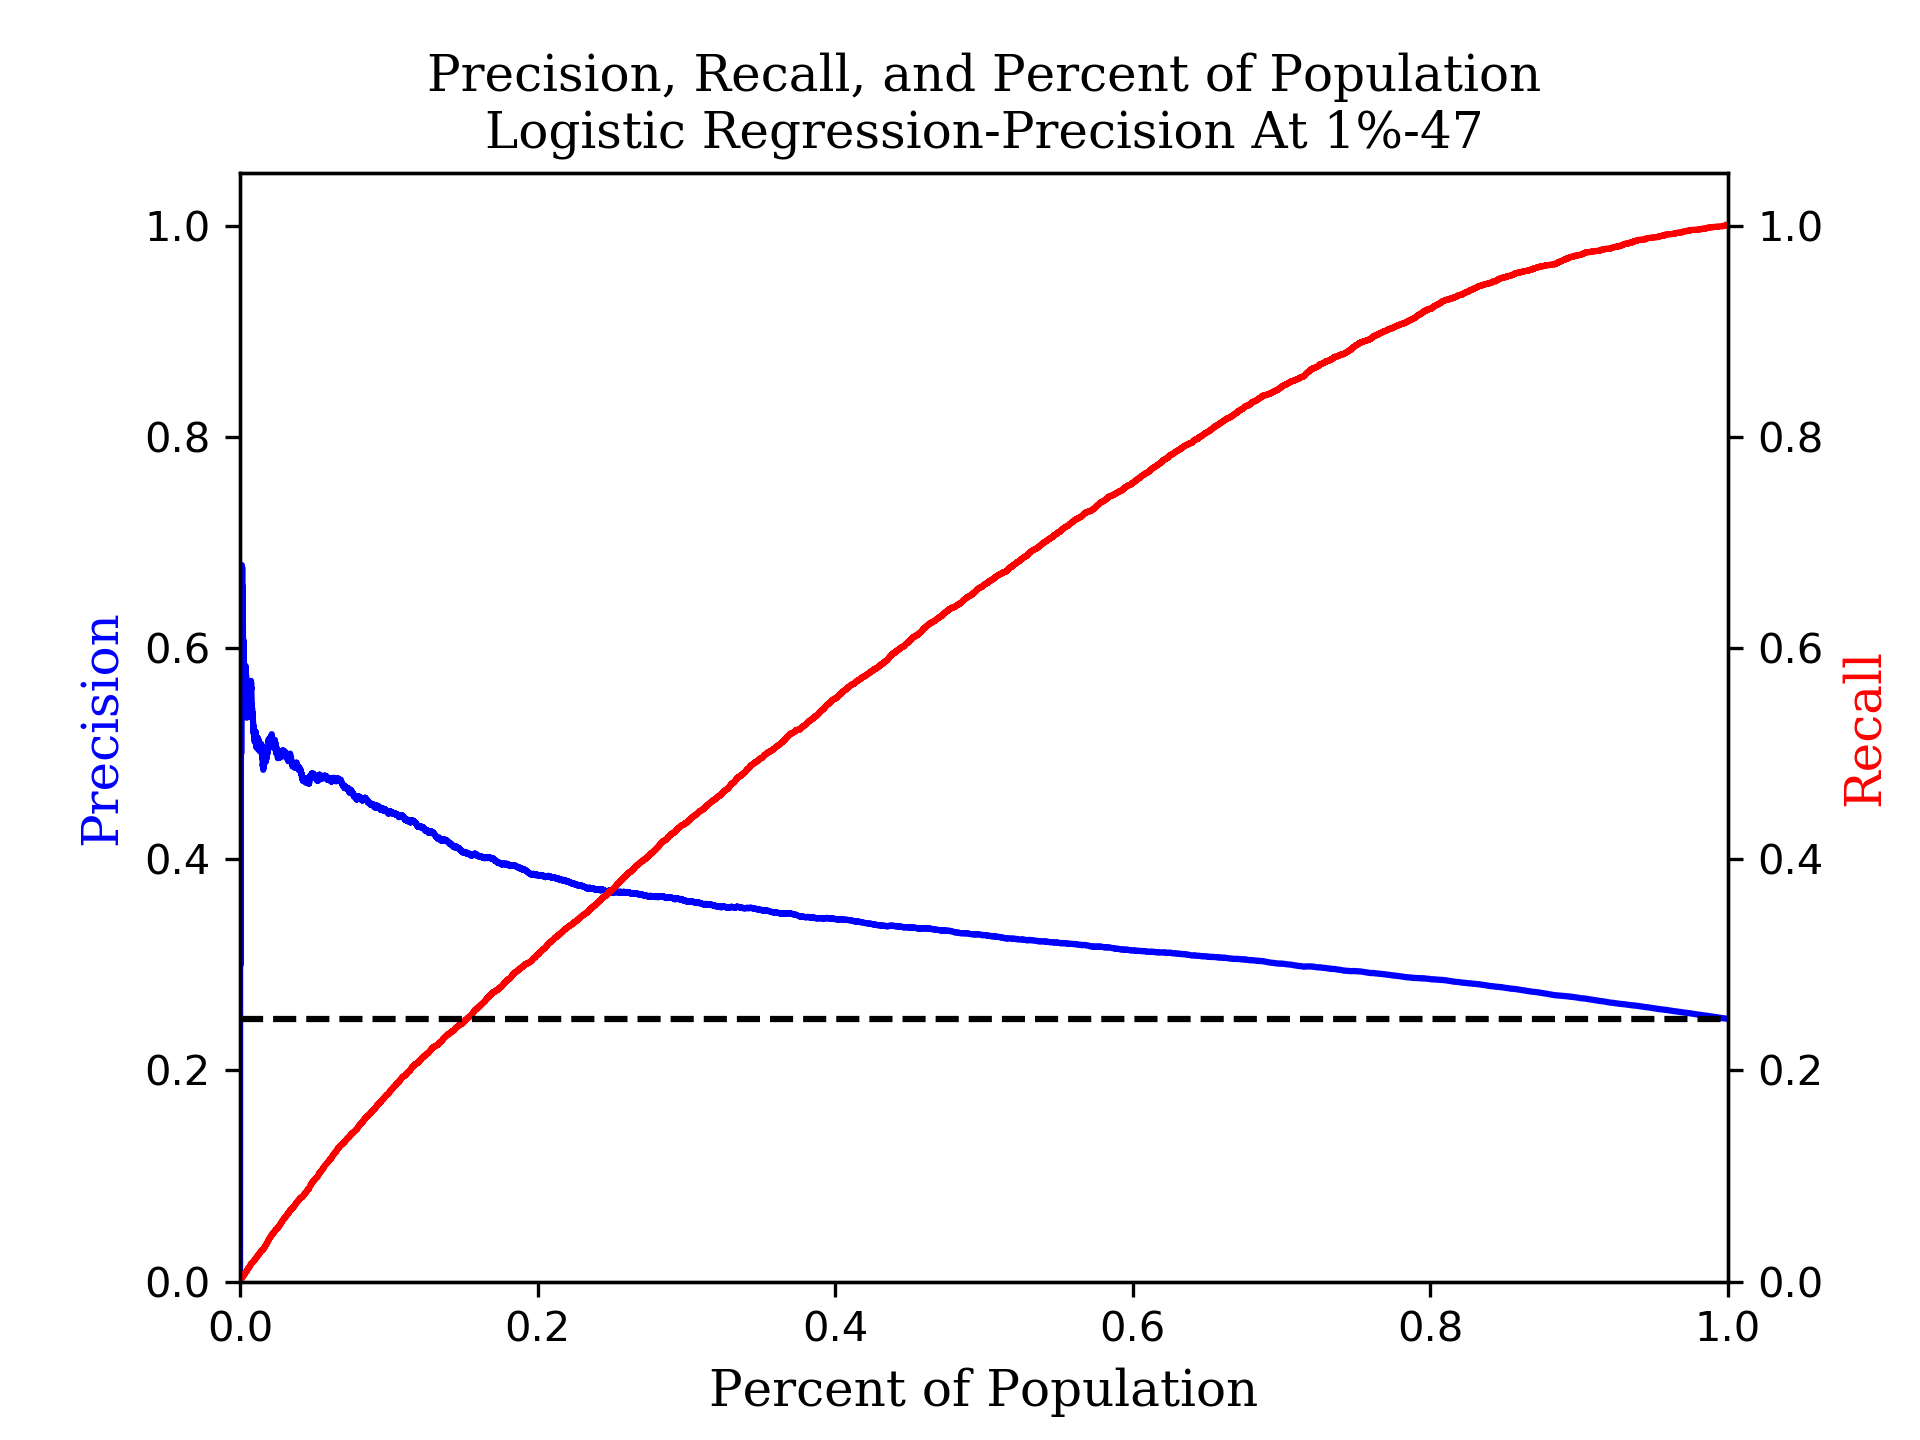 Precision, Recall, and Percent of Population
Logistic Regression-Precision At 1%-47
1.0
0.8
0.6
0.4
0.2
0.0
Precision
1.0
0.8
0.6
0.4
0.2
0.0
Recall
0.0 0.2 0.4 0.6 0.8 1.0
Percent of Population